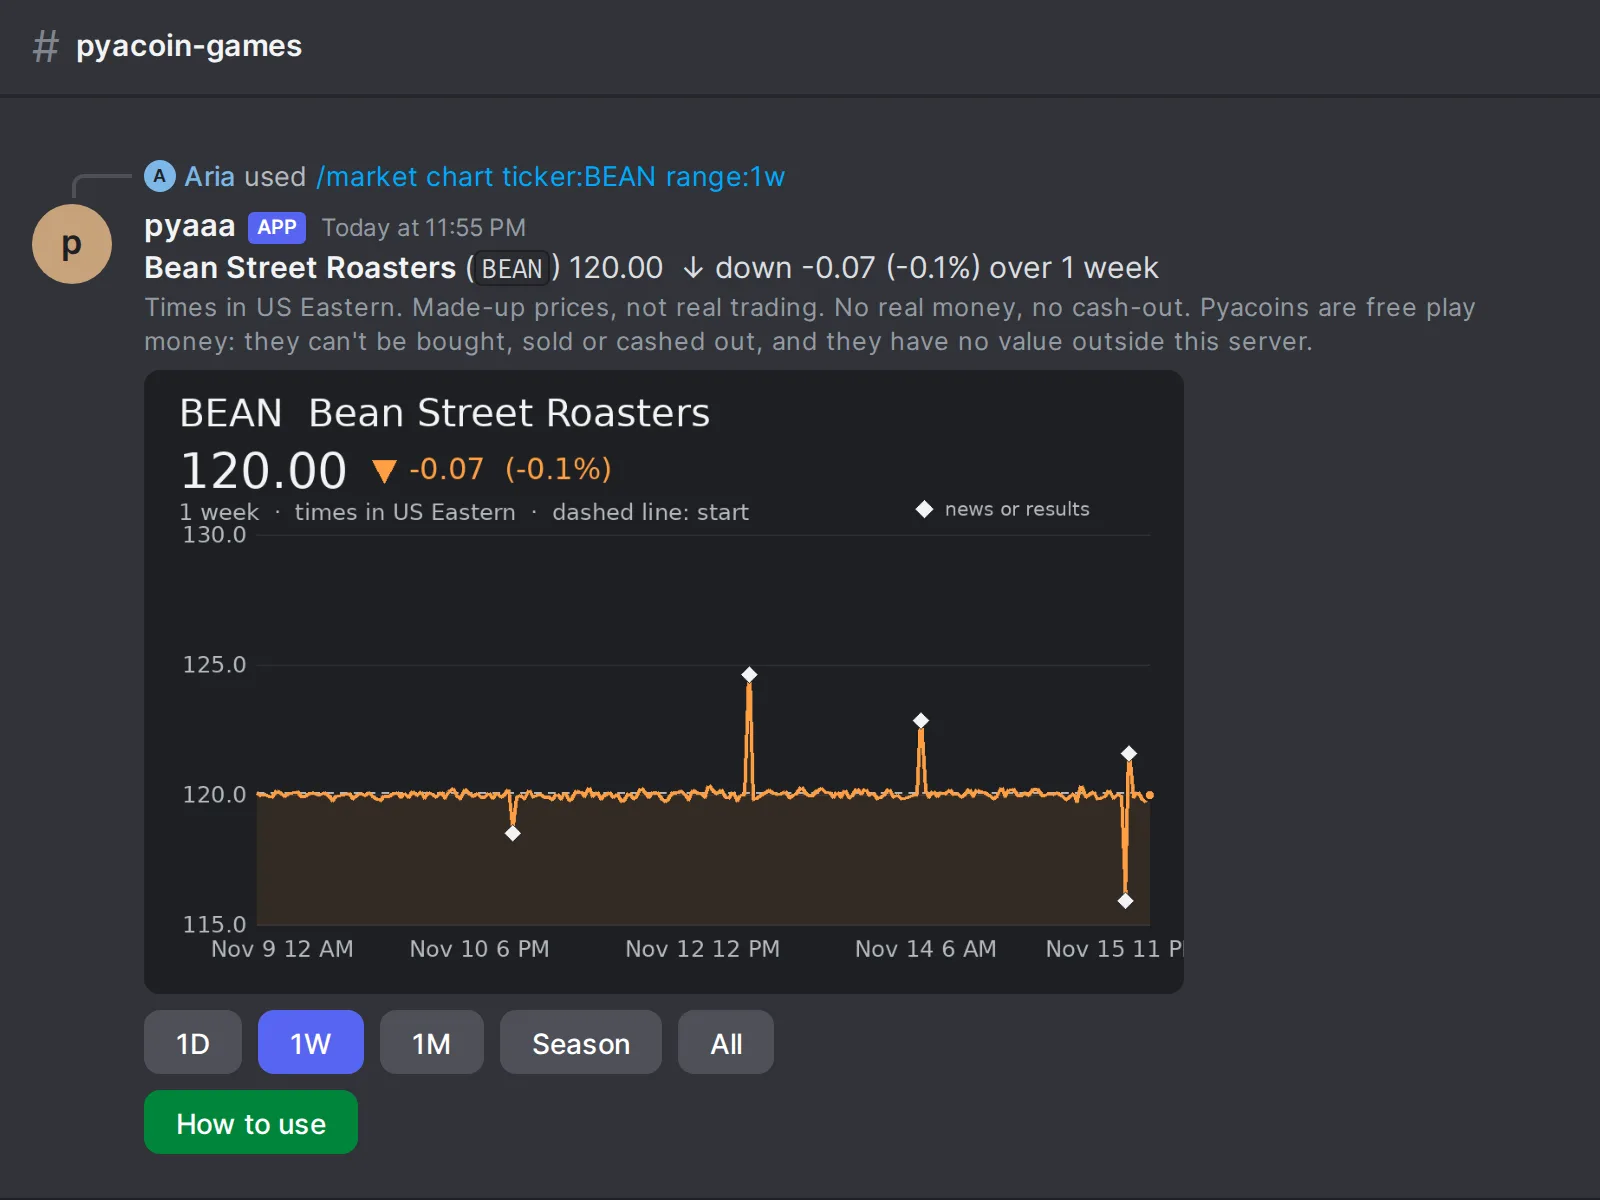 # pyacoin-games
A Aria used /market chart ticker:BEAN range:1w
p
pyaaa APP Today at 11:55 PM
Bean Street Roasters (BEAN) 120.00 ↓ down -0.07 (-0.1%) over 1 week
Times in US Eastern. Made-up prices, not real trading. No real money, no cash-out. Pyacoins are free play
money: they can't be bought, sold or cashed out, and they have no value outside this server.
BEAN Bean Street Roasters
120.00 ▼ -0.07 (-0.1%)
1 week · times in US Eastern · dashed line: start
◆ news or results
130.0
125.0
120.0
115.0
Nov 9 12 AM Nov 10 6 PM Nov 12 12 PM Nov 14 6 AM Nov 15 11 P
1D 1W 1M Season All
How to use